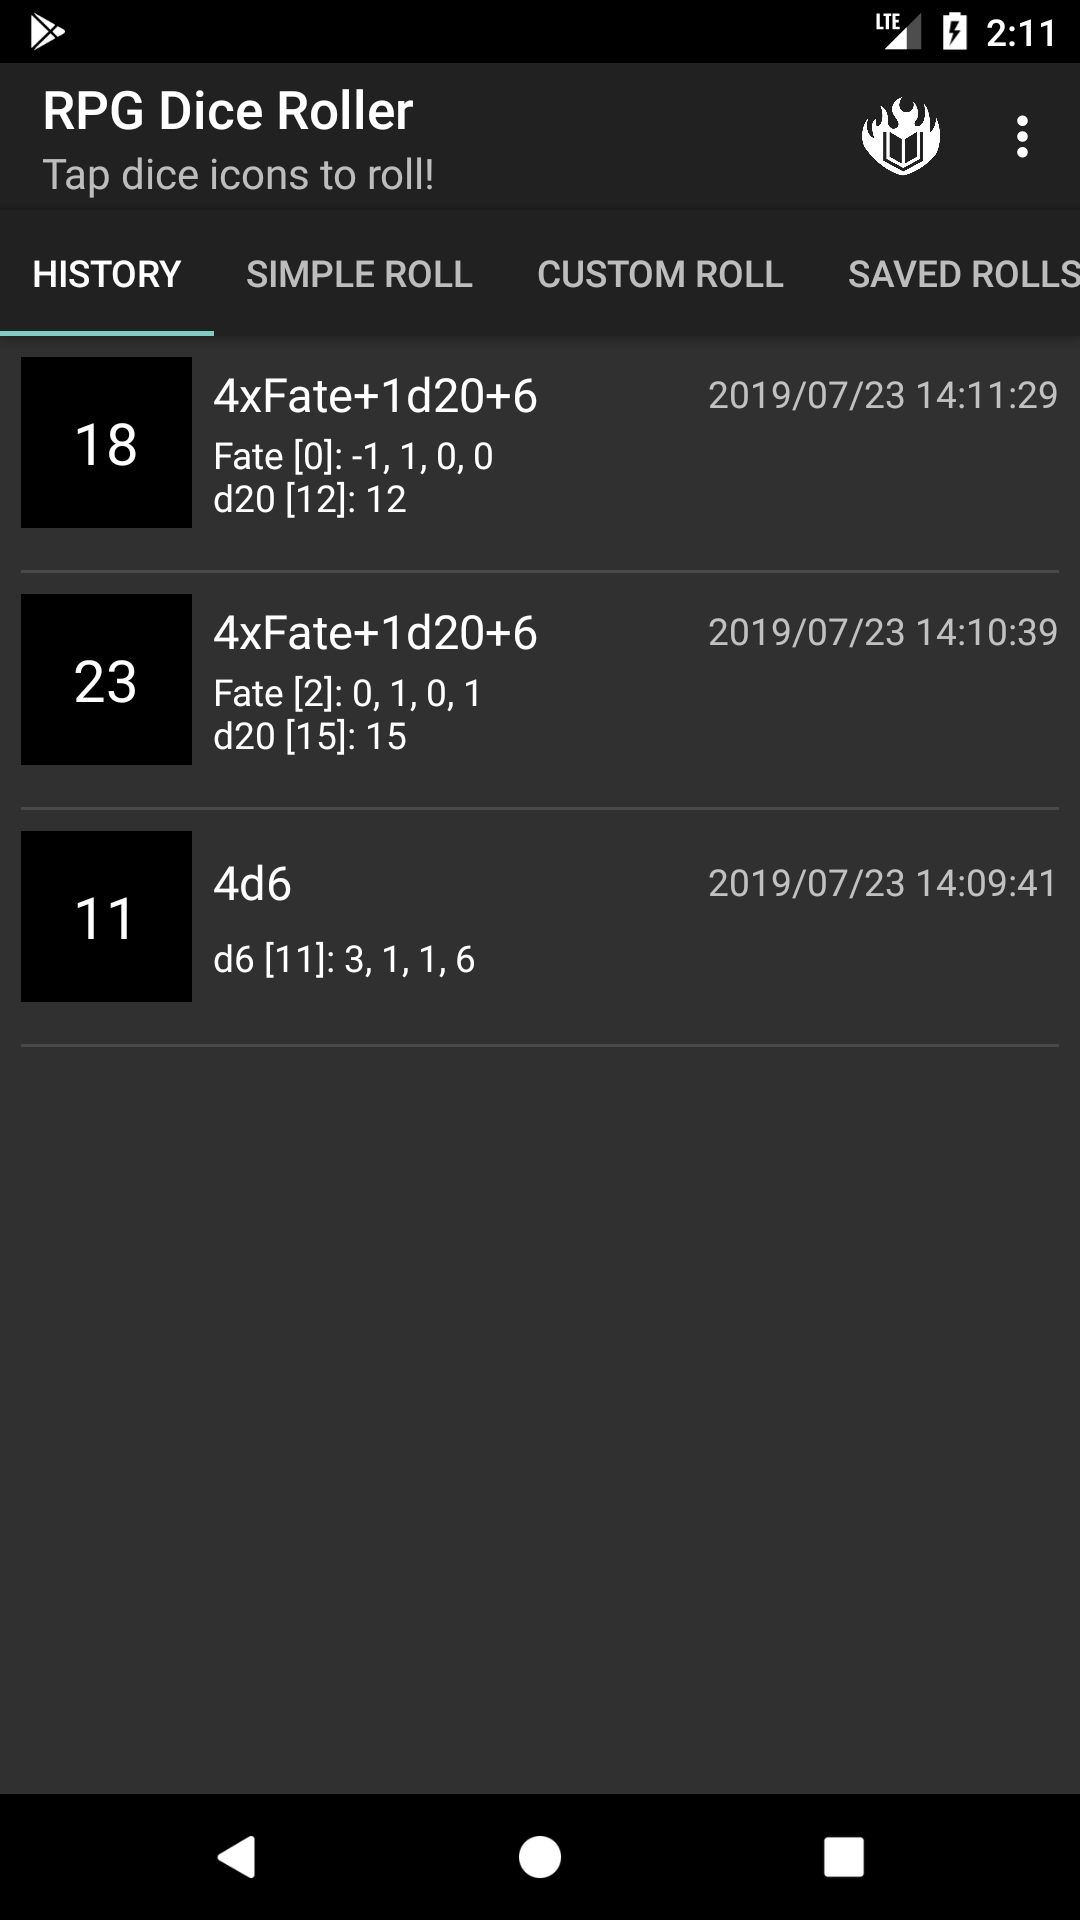 LTE 2:11
RPG Dice Roller
Tap dice icons to roll!
HISTORY SIMPLE ROLL CUSTOM ROLL SAVED ROLLS
18 4xFate+1d20+6 2019/07/23 14:11:29
Fate [0]: -1, 1, 0, 0
d20 [12]: 12
23 4xFate+1d20+6 2019/07/23 14:10:39
Fate [2]: 0, 1, 0, 1
d20 [15]: 15
11 4d6 2019/07/23 14:09:41
d6 [11]: 3, 1, 1, 6